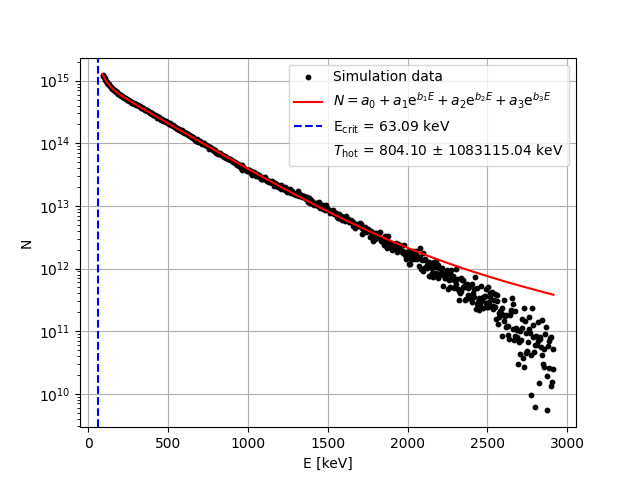 Simulation data
N = a₀ + a₁e^{b₁E} + a₂e^{b₂E} + a₃e^{b₃E}
E_crit = 63.09 keV
T_hot = 804.10 ± 1083115.04 keV
10¹⁵
10¹⁴
10¹³
10¹²
10¹¹
10¹⁰
N
0 500 1000 1500 2000 2500 3000
E [keV]